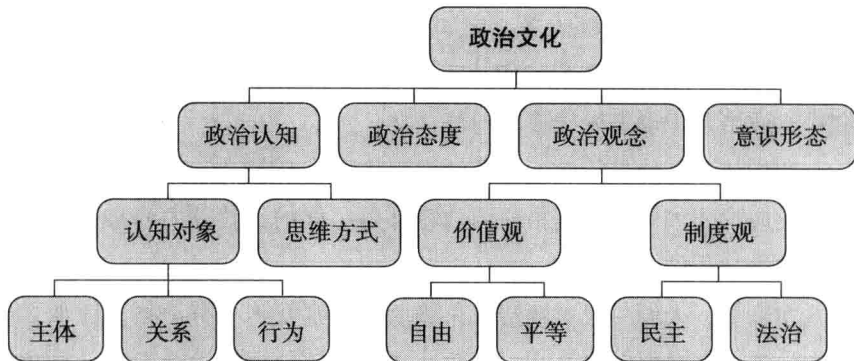 政治文化
政治认知 政治态度 政治观念 意识形态
认知对象 思维方式 价值观 制度观
主体 关系 行为 自由 平等 民主 法治